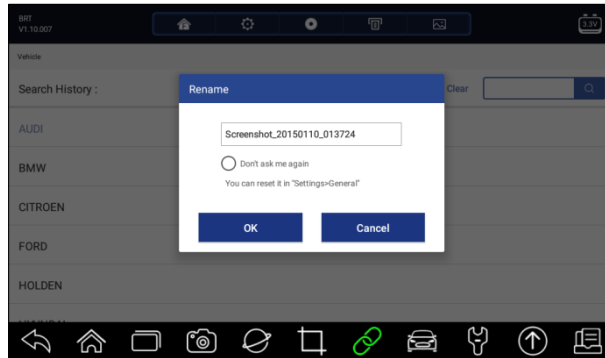 BRT
V1.10.007
3.3V
Vehicle
Search History :
Clear
Rename
Screenshot_20150110_013724
Don't ask me again
You can reset it in "Settings>General"
OK
Cancel
AUDI
BMW
CITROEN
FORD
HOLDEN